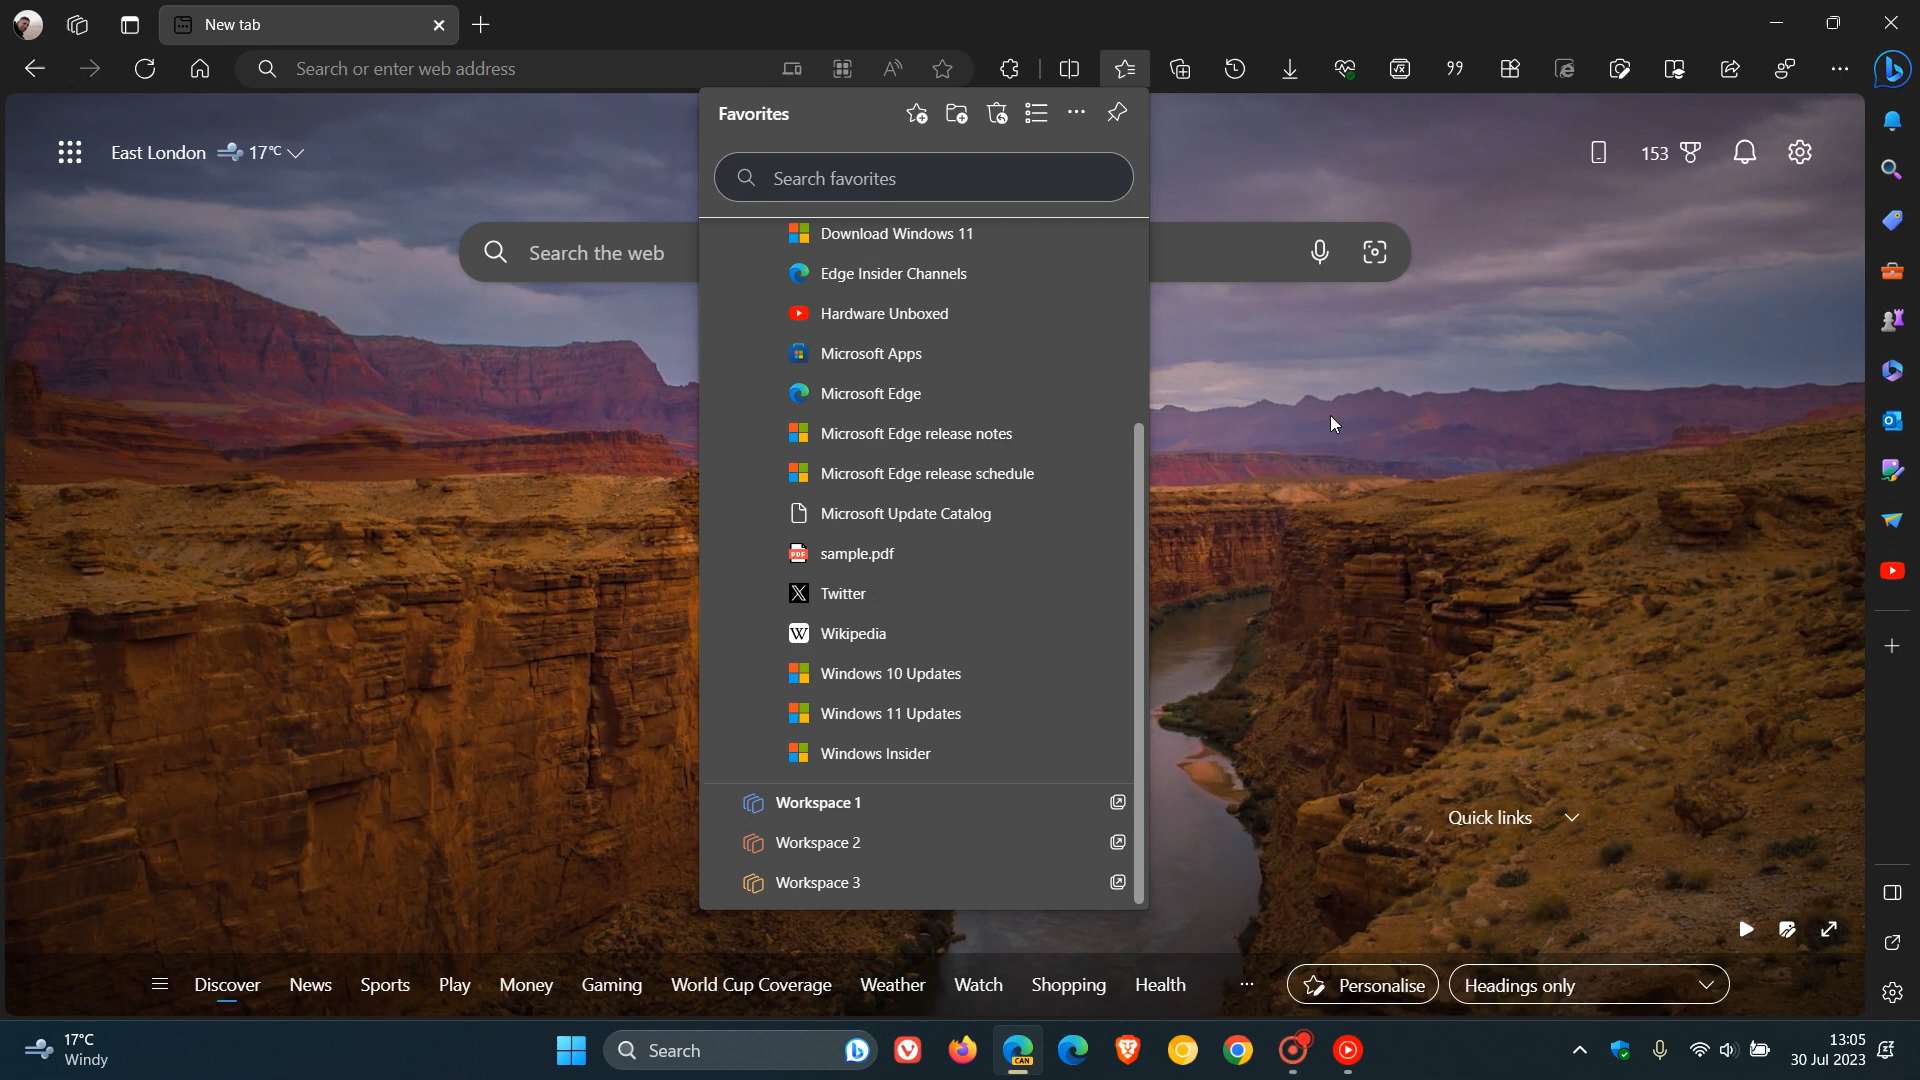 New tab
Search or enter web address
Favorites
East London 17°C
153
Search favorites
Search the web
Download Windows 11
Edge Insider Channels
Hardware Unboxed
Microsoft Apps
Microsoft Edge
Microsoft Edge release notes
Microsoft Edge release schedule
Microsoft Update Catalog
PDF sample.pdf
Twitter
W Wikipedia
Windows 10 Updates
Windows 11 Updates
Windows Insider
Workspace 1
Workspace 2
Workspace 3
Quick links
Discover News Sports Play Money Gaming World Cup Coverage Weather Watch Shopping Health ... Personalise Headings only
17°C
Windy
Search
CAN
13:05
30 Jul 2023